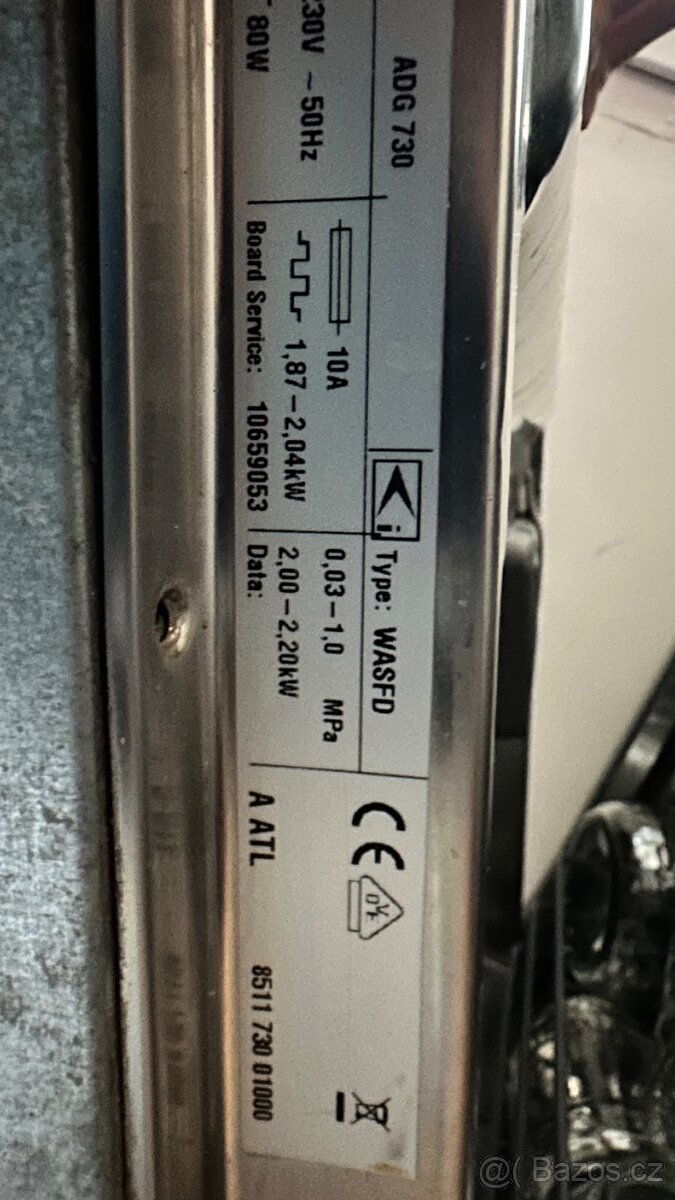 ADG 730
Type: WASFD
230V ~ 50Hz
80W
10A
1,87–2,04kW
Board Service: 10659053
0,03–1,0 MPa
2,00–2,20kW
Data:
CE
A ATL
8511 730 01000
@( Bazos.cz